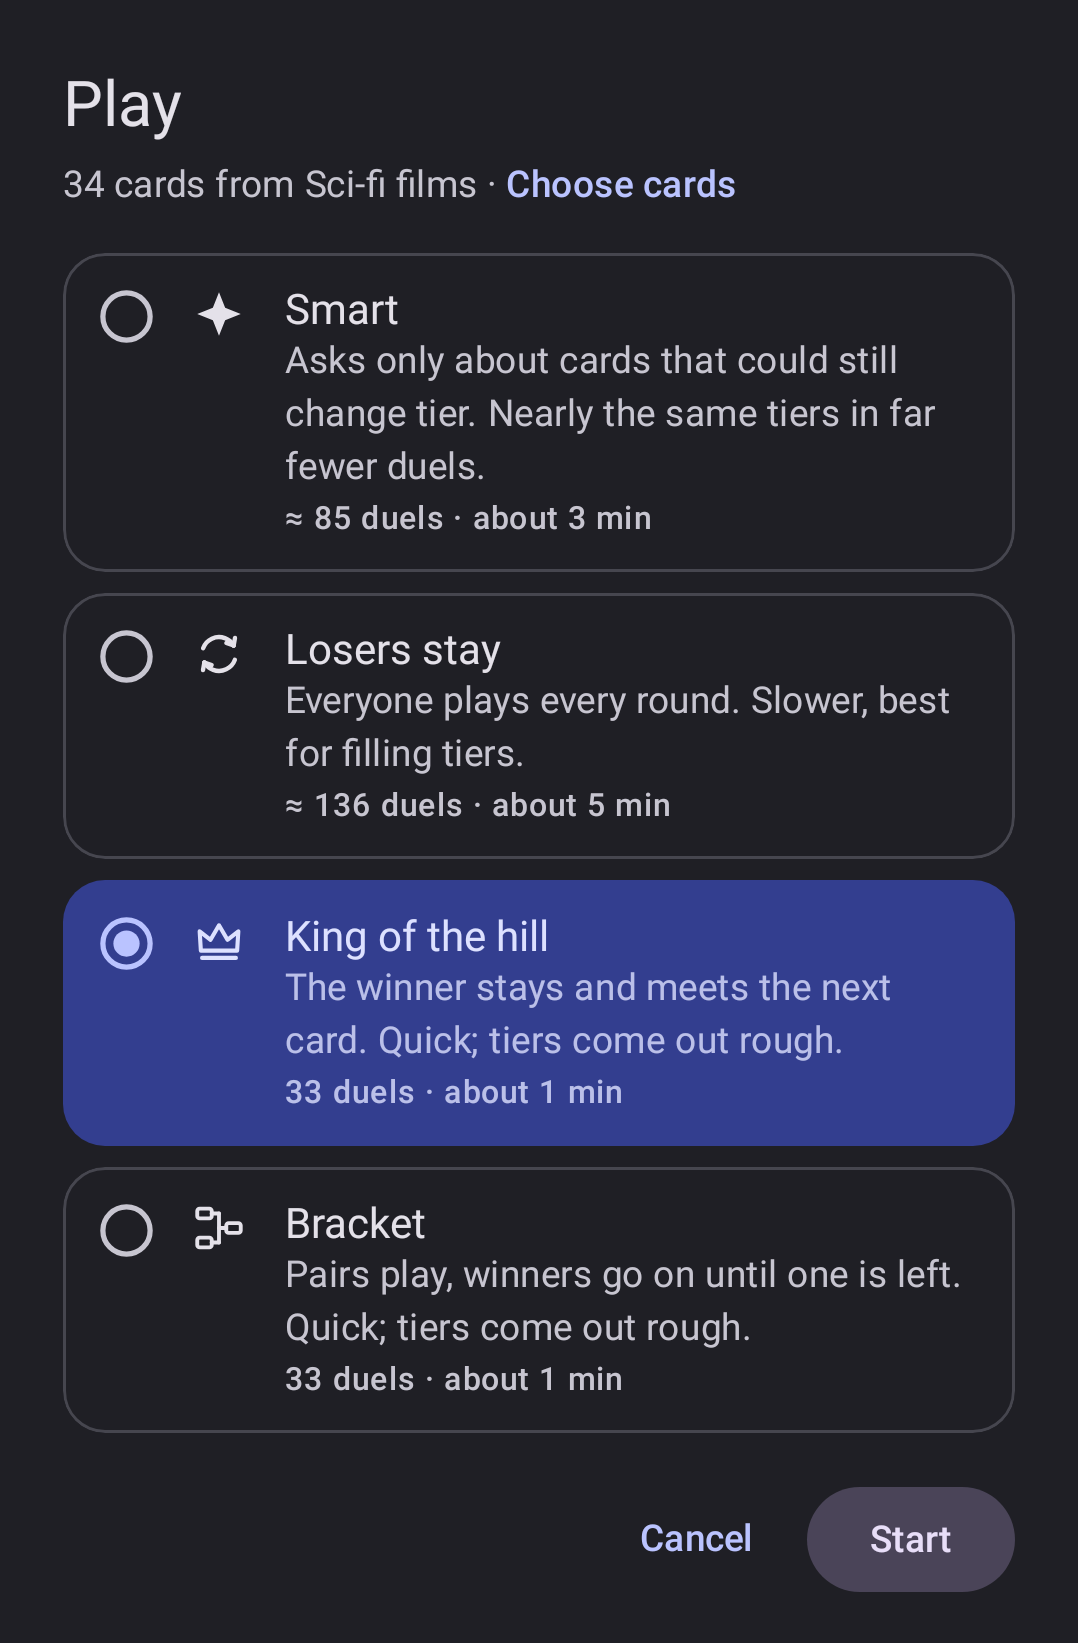 Play
34 cards from Sci-fi films · Choose cards
Smart
Asks only about cards that could still
change tier. Nearly the same tiers in far
fewer duels.
≈ 85 duels · about 3 min
Losers stay
Everyone plays every round. Slower, best
for filling tiers.
≈ 136 duels · about 5 min
King of the hill
The winner stays and meets the next
card. Quick; tiers come out rough.
33 duels · about 1 min
Bracket
Pairs play, winners go on until one is left.
Quick; tiers come out rough.
33 duels · about 1 min
Cancel
Start